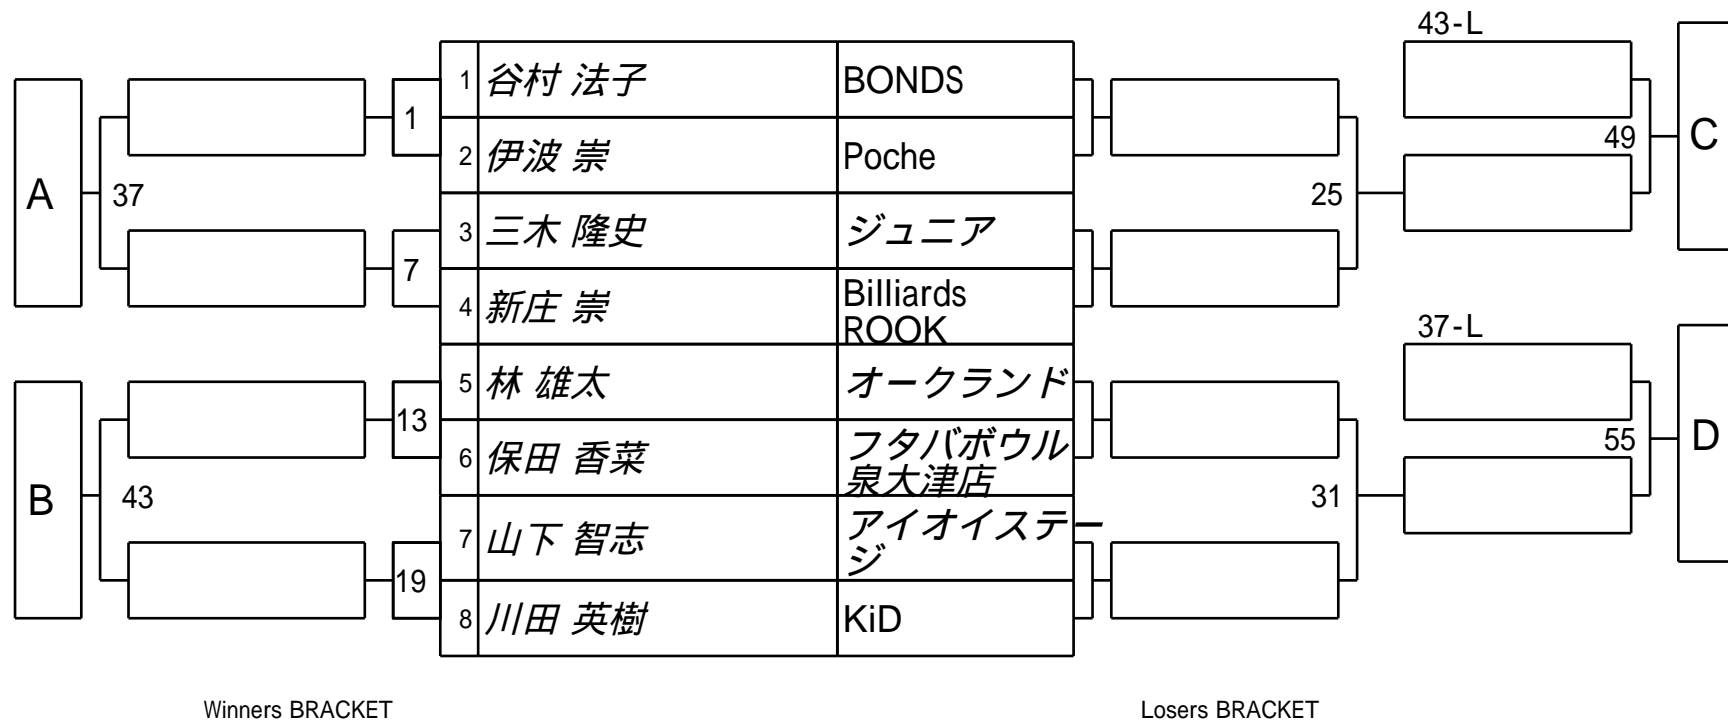 43-L
1 谷村 法子 BONDS
1
2 伊波 崇 Poche
49
C
A
37
25
3 三木 隆史 ジュニア
7
4 新庄 崇 Billiards
ROOK
37-L
5 林 雄太 オークランド
13
6 保田 香菜 フタバボウル
泉大津店
55
D
B
43
31
7 山下 智志 アイオイステー
ジ
19
8 川田 英樹 KiD
Winners BRACKET
Losers BRACKET